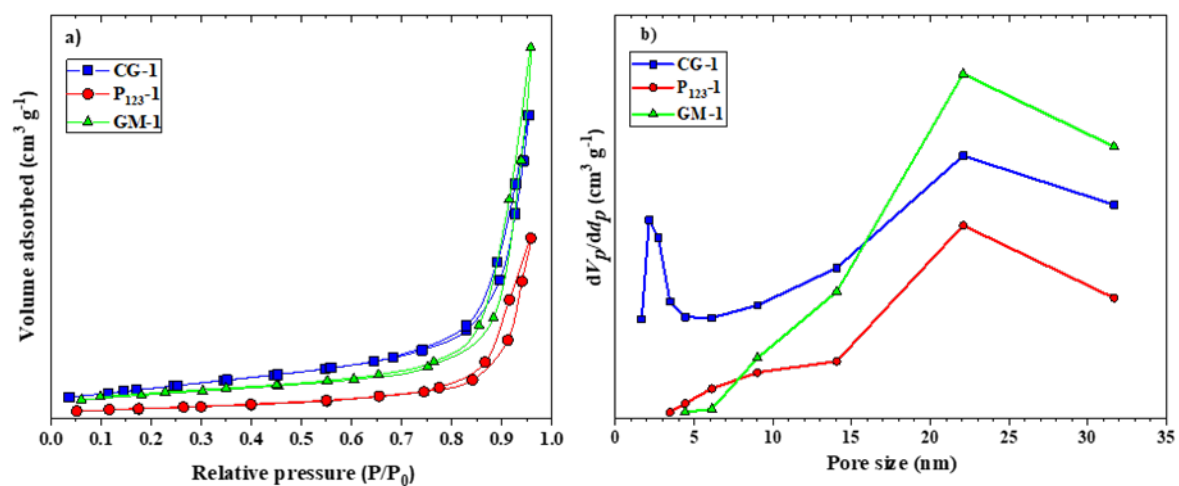 a)
CG-1
P₁₂₃-1
GM-1
Volume adsorbed (cm³ g⁻¹)
0.0 0.1 0.2 0.3 0.4 0.5 0.6 0.7 0.8 0.9 1.0
Relative pressure (P/P₀)
b)
CG-1
P₁₂₃-1
GM-1
dVₚ/ddₚ (cm³ g⁻¹)
0 5 10 15 20 25 30 35
Pore size (nm)